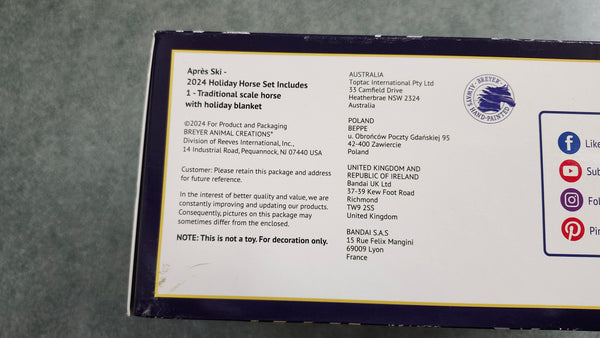 Après Ski -
2024 Holiday Horse Set Includes
1 - Traditional scale horse
with holiday blanket
©2024 For Product and Packaging
BREYER ANIMAL CREATIONS®
Division of Reeves International, Inc.,
14 Industrial Road, Pequannock, NJ 07440 USA
Customer: Please retain this package and address
for future reference.
In the interest of better quality and value, we are
constantly improving and updating our products.
Consequently, pictures on this package may
sometimes differ from the enclosed.
NOTE: This is not a toy. For decoration only.
AUSTRALIA
Toptac International Pty Ltd
33 Camfield Drive
Heatherbrae NSW 2324
Australia
POLAND
BEPPE
u. Obrońców Poczty Gdańskiej 95
42-400 Zawiercie
Poland
UNITED KINGDOM AND
REPUBLIC OF IRELAND
Bandai UK Ltd
37-39 Kew Foot Road
Richmond
TW9 2SS
United Kingdom
BANDAI S.A.S
15 Rue Felix Mangini
69009 Lyon
France
BREYER
ALWAYS HAND-PAINTED
Like
Sub
Foll
Pin